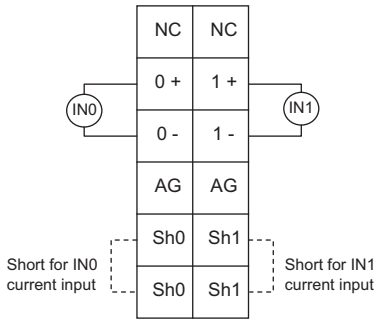 NC NC
0 + 1 +
IN0 IN1
0 - 1 -
AG AG
Sh0 Sh1
Short for IN0
current input
Short for IN1
current input
Sh0 Sh1